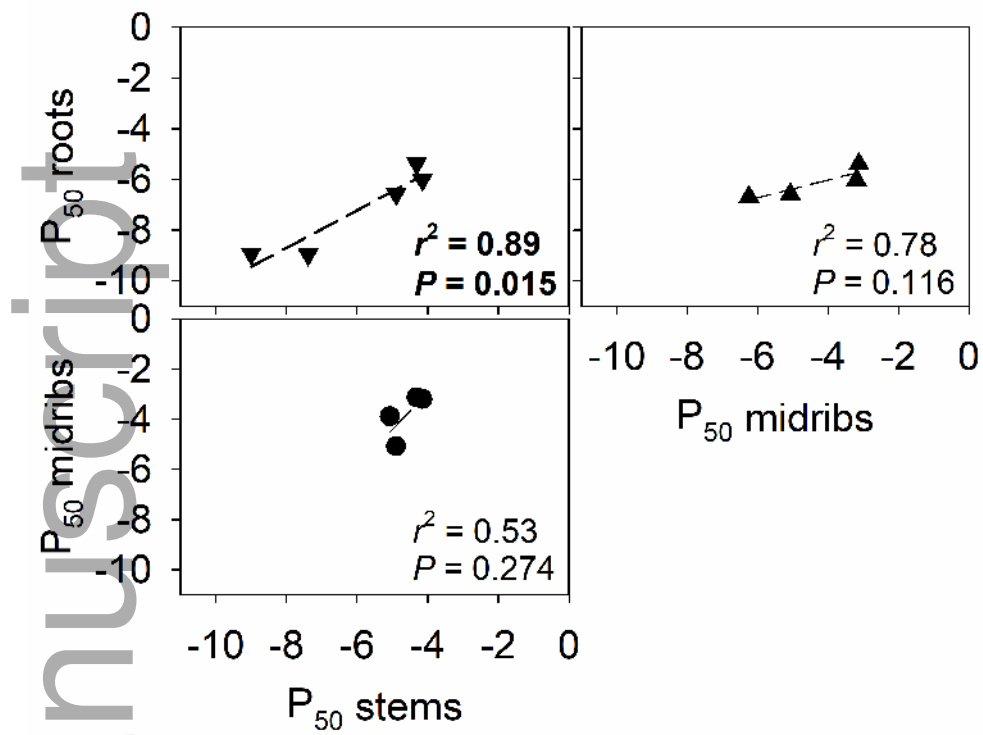 0
-2
-4
-6
-8
-10
P50 roots
r² = 0.89
P = 0.015
r² = 0.78
P = 0.116
-10 -8 -6 -4 -2 0
P50 midribs
0
-2
-4
-6
-8
-10
P50 midribs
r² = 0.53
P = 0.274
-10 -8 -6 -4 -2 0
P50 stems
nuscript